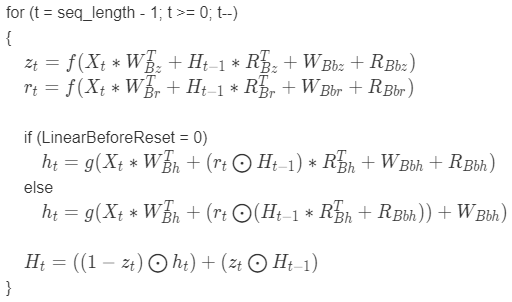 for (t = seq_length - 1; t >= 0; t--)
{
z_t = f(X_t * W_{Bz}^T + H_{t-1} * R_{Bz}^T + W_{Bbz} + R_{Bbz})
r_t = f(X_t * W_{Br}^T + H_{t-1} * R_{Br}^T + W_{Bbr} + R_{Bbr})
if (LinearBeforeReset = 0)
h_t = g(X_t * W_{Bh}^T + (r_t ⨀ H_{t-1}) * R_{Bh}^T + W_{Bbh} + R_{Bbh})
else
h_t = g(X_t * W_{Bh}^T + (r_t ⨀(H_{t-1} * R_{Bh}^T + R_{Bbh})) + W_{Bbh})
H_t = ((1 − z_t) ⨀ h_t) + (z_t ⨀ H_{t-1})
}